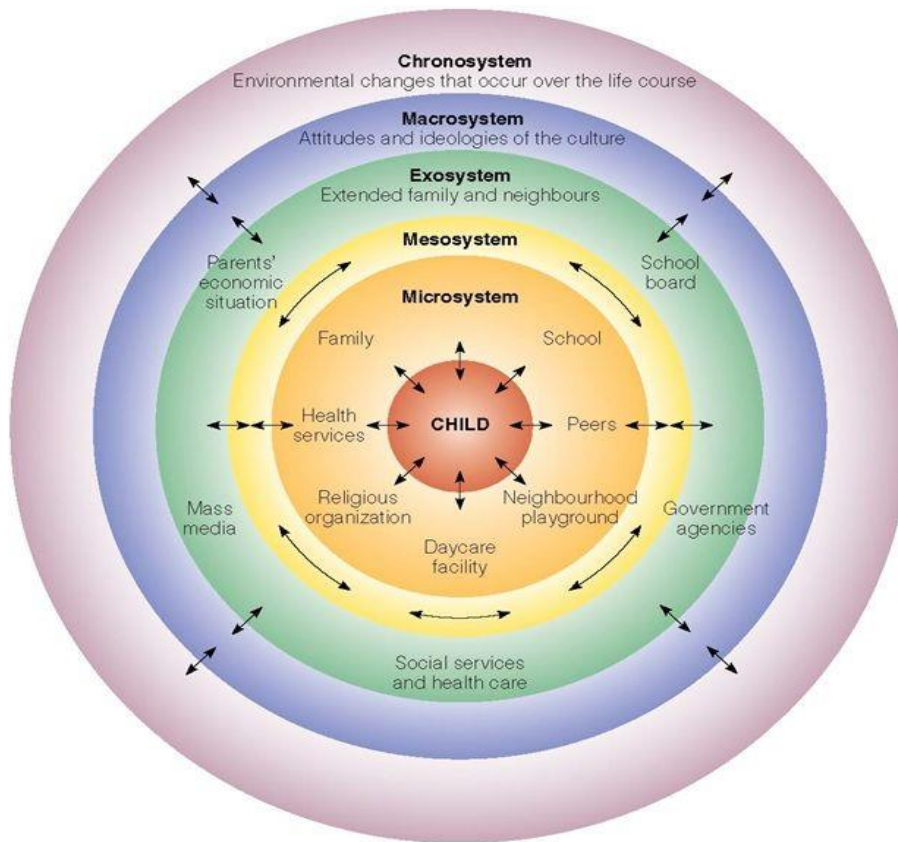 Chronosystem
Environmental changes that occur over the life course
Macrosystem
Attitudes and ideologies of the culture
Exosystem
Extended family and neighbours
Mesosystem
Parents'
economic
situation
School
board
Microsystem
Family
School
Health
services
CHILD
Peers
Religious
organization
Neighbourhood
playground
Mass
media
Government
agencies
Daycare
facility
Social services
and health care